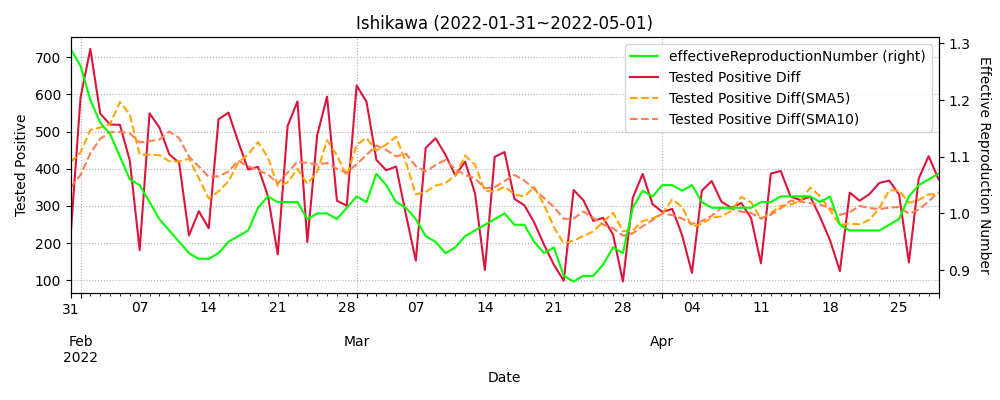 Ishikawa (2022-01-31~2022-05-01)
effectiveReproductionNumber (right)
Tested Positive Diff
Tested Positive Diff(SMA5)
Tested Positive Diff(SMA10)
Tested Positive
700
600
500
400
300
200
100
1.3
1.2
1.1
1.0
0.9
Effective Reproduction Number
31 07 14 21 28 07 14 21 28 04 11 18 25
Feb Mar Apr
2022
Date